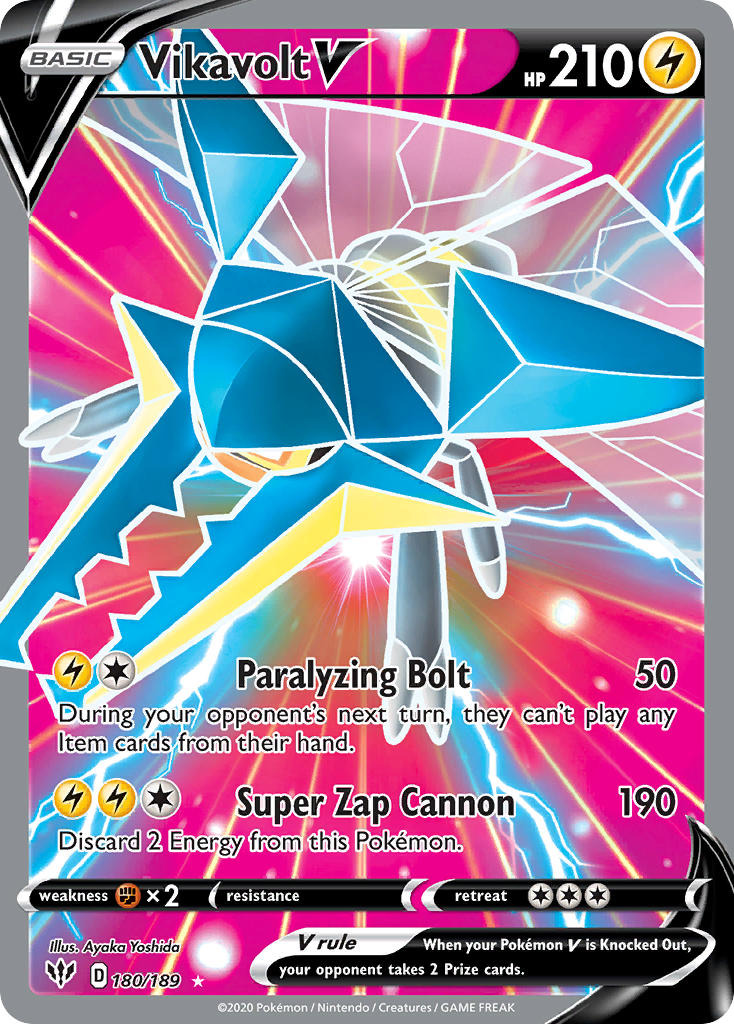 BASIC Vikavolt V HP 210
Paralyzing Bolt 50
During your opponent's next turn, they can't play any
Item cards from their hand.
Super Zap Cannon 190
Discard 2 Energy from this Pokémon.
weakness ×2 resistance retreat
Illus. Ayaka Yoshida
V rule When your Pokémon V is Knocked Out,
your opponent takes 2 Prize cards.
D 180/189
©2020 Pokémon / Nintendo / Creatures / GAME FREAK